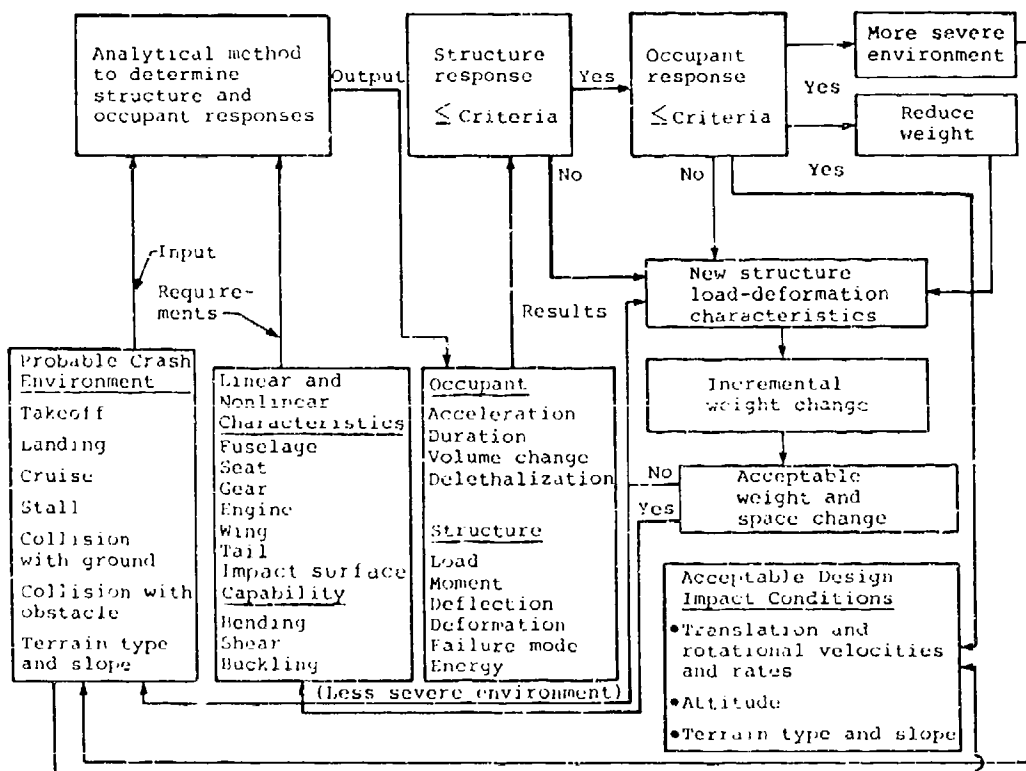 Analytical method
to determine
structure and
occupant responses
Output
Structure
response
≤ Criteria
Yes
No
Occupant
response
≤ Criteria
Yes
Yes
No
More severe
environment
Reduce
weight
Input
Require-
ments
Results
New structure
load-deformation
characteristics
Incremental
weight change
No
Yes
Acceptable
weight and
space change
Probable Crash
Environment
Takeoff
Landing
Cruise
Stall
Collision
with ground
Collision with
obstacle
Terrain type
and slope
Linear and
Nonlinear
Characteristics
Fuselage
Seat
Gear
Engine
Wing
Tail
Impact surface
Capability
Bending
Shear
Buckling
Occupant
Acceleration
Duration
Volume change
Delethalization
Structure
Load
Moment
Deflection
Deformation
Failure mode
Energy
(Less severe environment)
Acceptable Design
Impact Conditions
•Translation and
rotational velocities
and rates
•Attitude
•Terrain type and slope